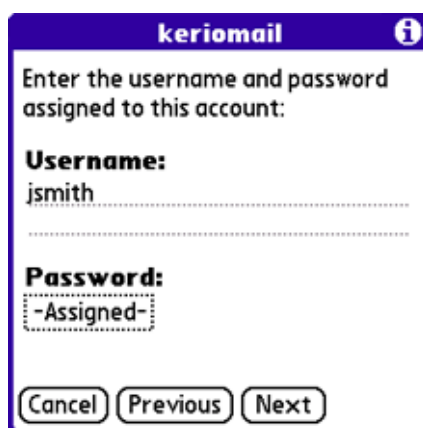 keriomail
Enter the username and password
assigned to this account:
Username:
jsmith
Password:
-Assigned-
Cancel Previous Next